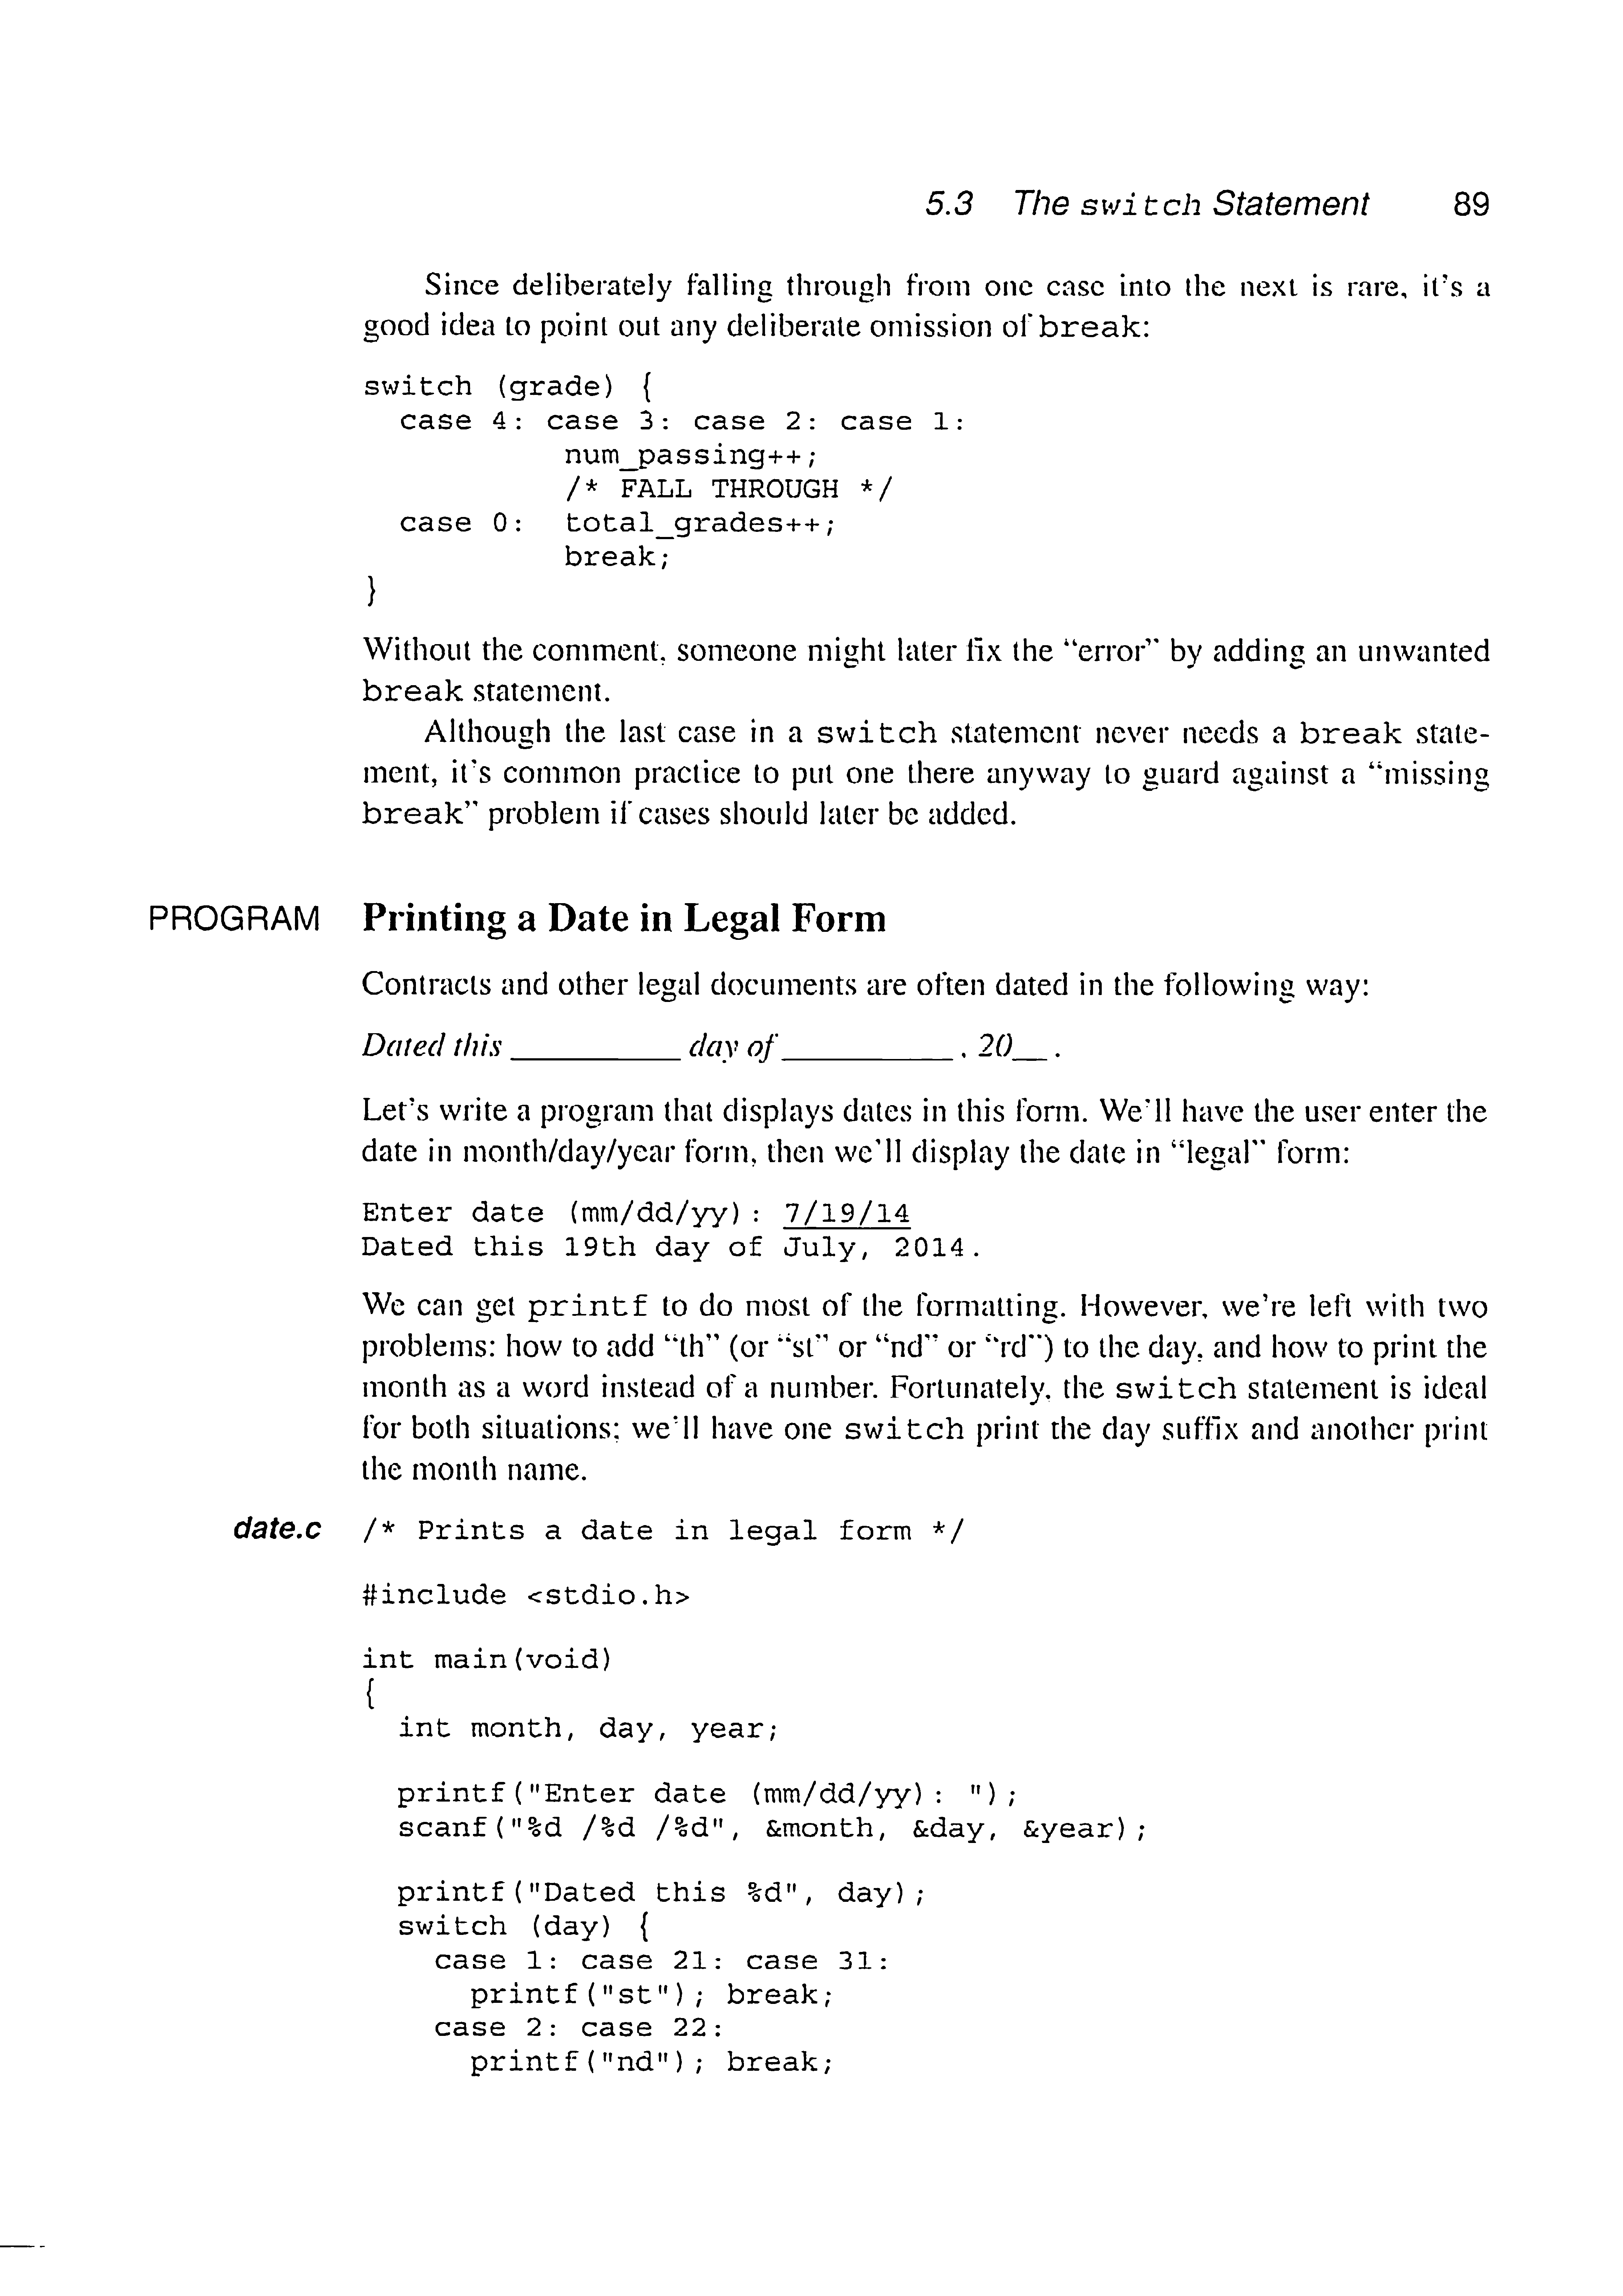 5.3 The switch Statement 89
Since deliberately falling through from one case into the next is rare, it's a
good idea to point out any deliberate omission of break:
switch (grade) {
  case 4: case 3: case 2: case 1:
           num_passing++;
           /* FALL THROUGH */
  case 0:  total_grades++;
           break;
}
Without the comment, someone might later fix the "error" by adding an unwanted
break statement.
Although the last case in a switch statement never needs a break state-
ment, it's common practice to put one there anyway to guard against a "missing
break" problem if cases should later be added.
PROGRAM Printing a Date in Legal Form
Contracts and other legal documents are often dated in the following way:
Dated this __________ day of __________ , 20__ .
Let's write a program that displays dates in this form. We'll have the user enter the
date in month/day/year form, then we'll display the date in "legal" form:
Enter date (mm/dd/yy): 7/19/14
Dated this 19th day of July, 2014.
We can get printf to do most of the formatting. However, we're left with two
problems: how to add "th" (or "st" or "nd" or "rd") to the day, and how to print the
month as a word instead of a number. Fortunately, the switch statement is ideal
for both situations; we'll have one switch print the day suffix and another print
the month name.
date.c /* Prints a date in legal form */
#include <stdio.h>
int main(void)
{
  int month, day, year;
  printf("Enter date (mm/dd/yy): ");
  scanf("%d /%d /%d", &month, &day, &year);
  printf("Dated this %d", day);
  switch (day) {
    case 1: case 21: case 31:
      printf("st"); break;
    case 2: case 22:
      printf("nd"); break;